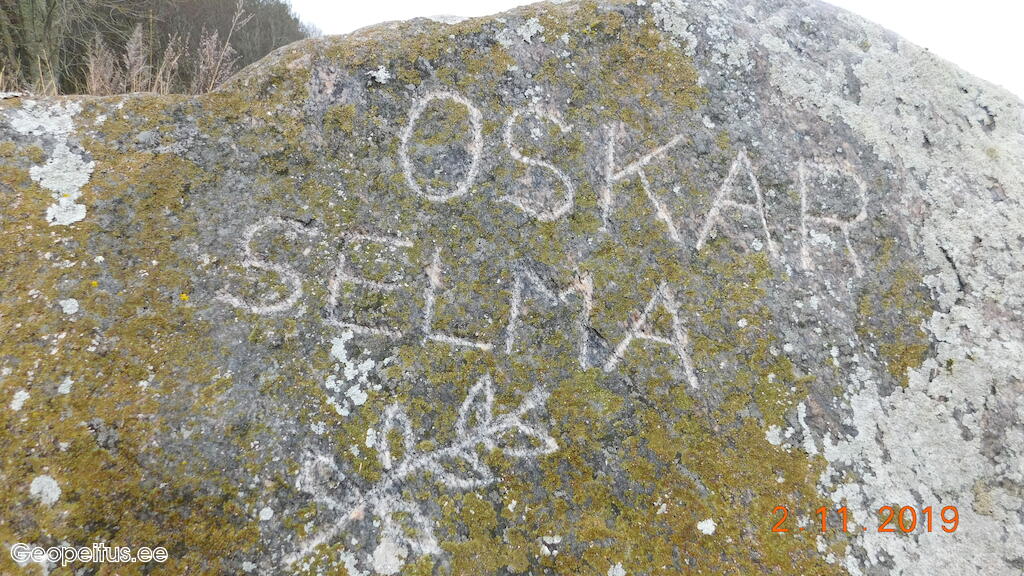 OSKAR
SELMA
2.11.2019
Geopeitus.ee